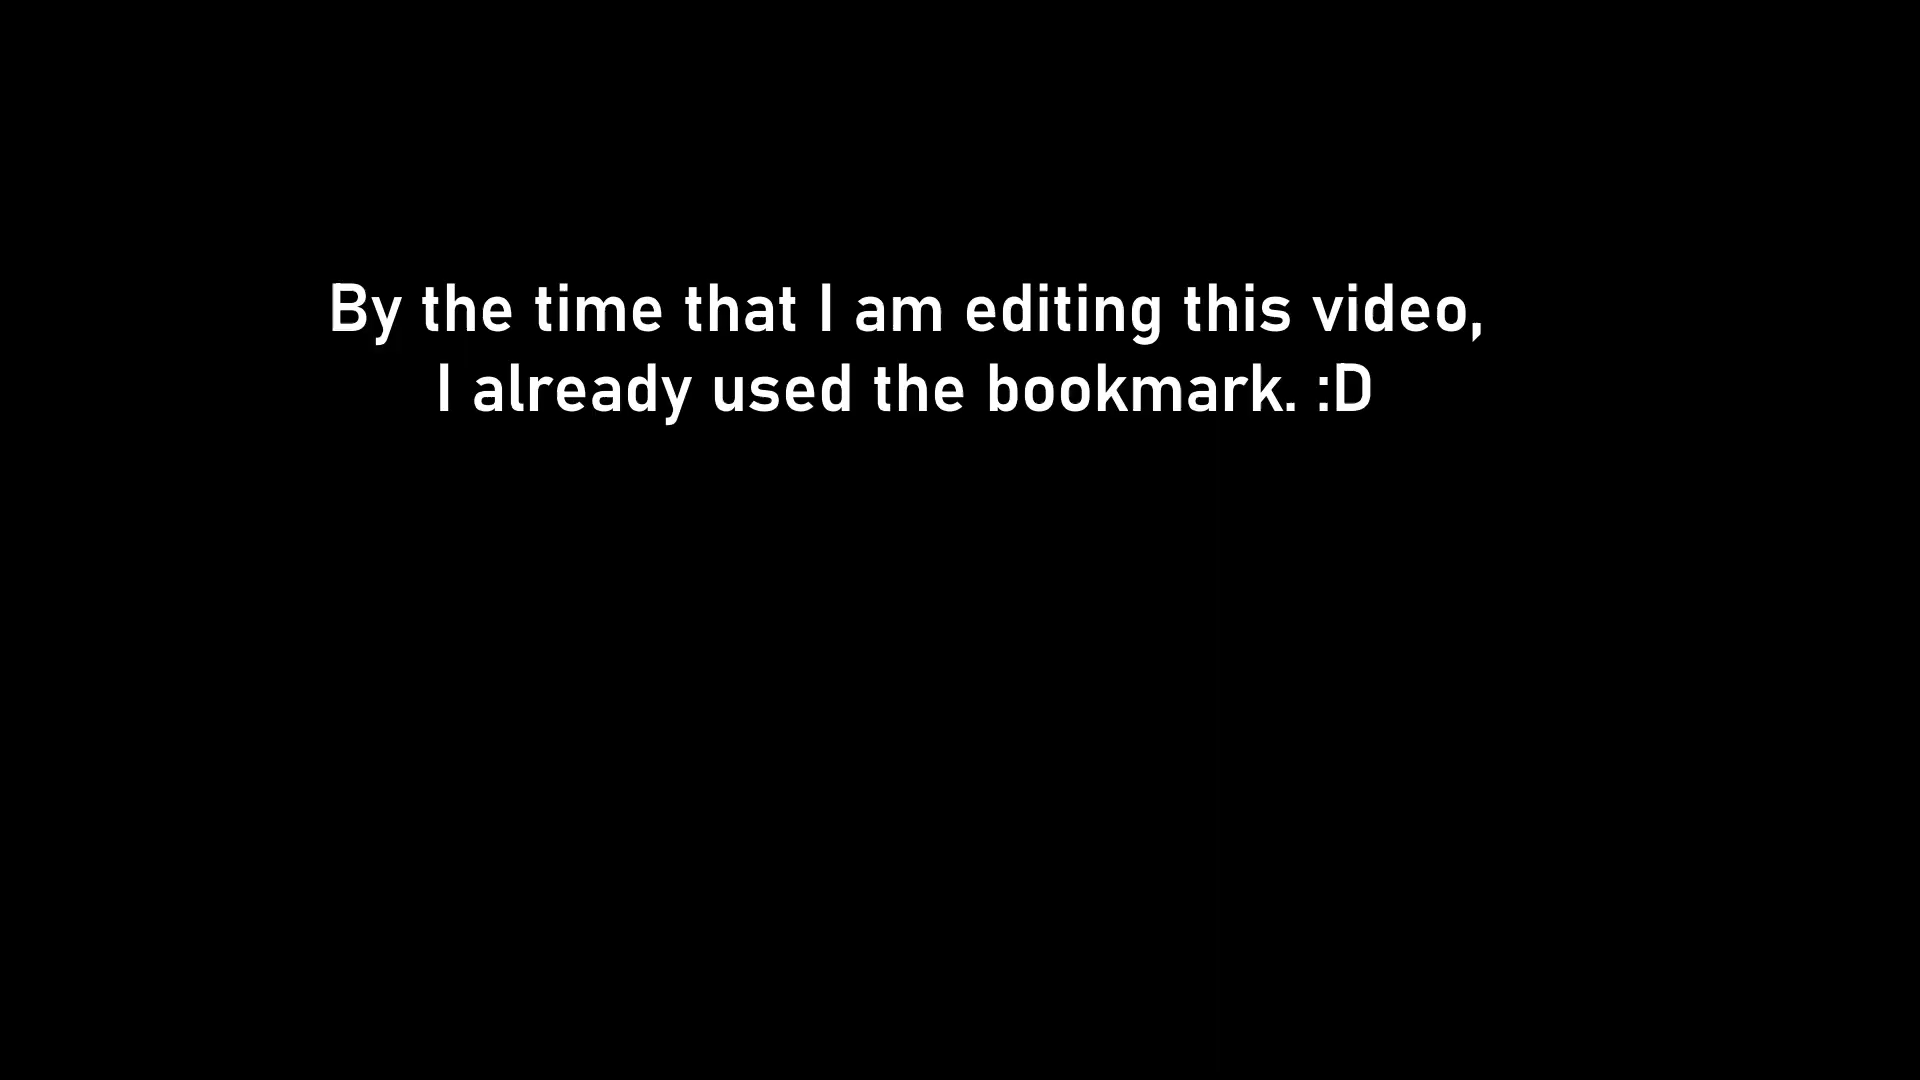 By the time that I am editing this video,
I already used the bookmark. :D